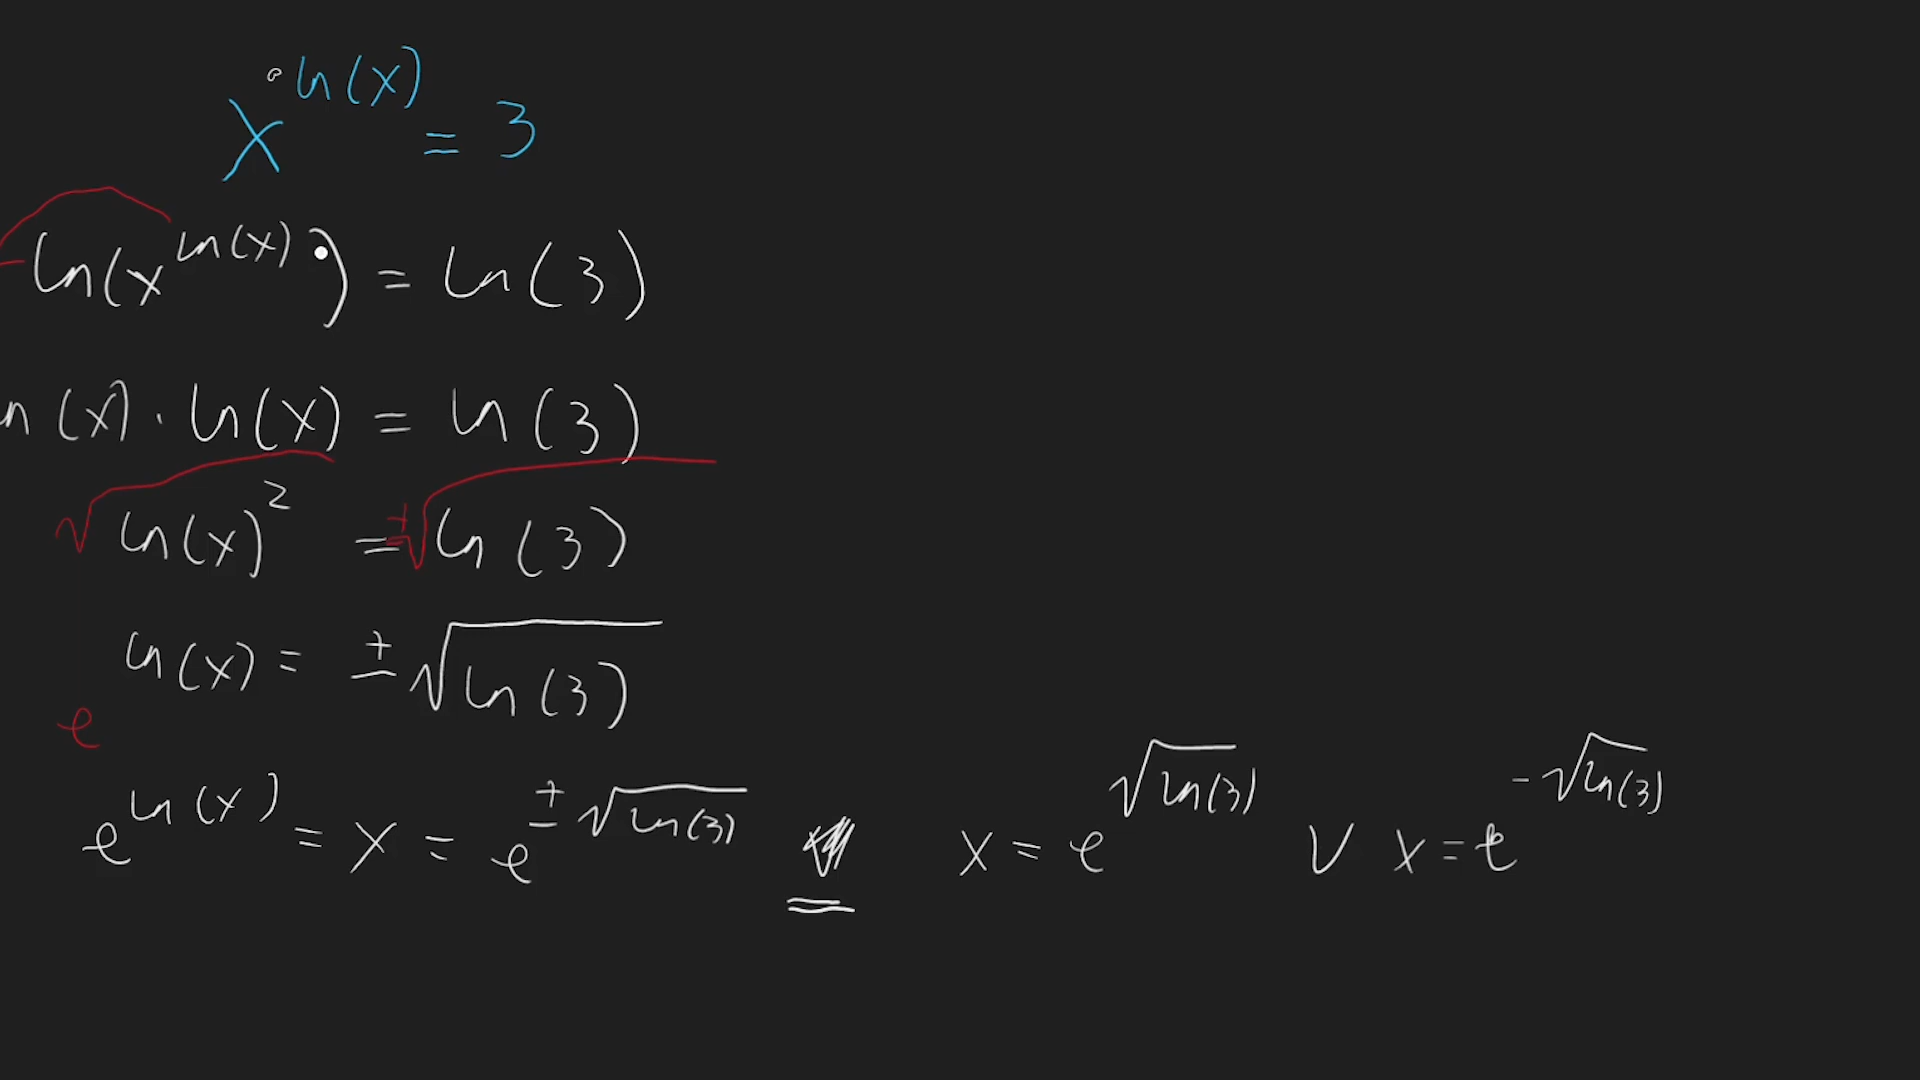 x^ln(x) = 3
ln(x^ln(x)) = ln(3)
n(x) · ln(x) = ln(3)
√ln(x)² = ±√ln(3)
ln(x) = ±√ln(3)
e
e^ln(x) = x = e^±√ln(3) x = e^√ln(3) V x = e^-√ln(3)